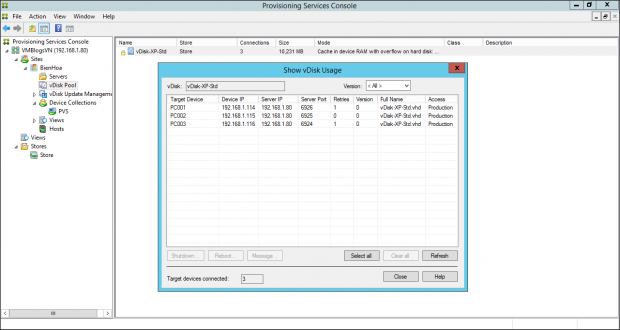 Provisioning Services Console
File Action Window Help
Provisioning Services Console
VMBlogsVN (192.168.1.80)
Sites
BienHoa
Servers
vDisk Pool
vDisk Update Managem
Device Collections
PVS
Views
Hosts
Views
Stores
Store
Name Store Connections Size Mode Class Description
vDisk-XP-Std Store 3 10,231 MB Cache in device RAM with overflow on hard disk: ...
Show vDisk Usage
vDisk: vDisk-XP-Std Version: < All >
Target Device Device IP Server IP Server Port Retries Version Full Name Access
PC001 192.168.1.114 192.168.1.80 6926 1 0 vDisk-XP-Std.vhd Production
PC002 192.168.1.115 192.168.1.80 6925 0 0 vDisk-XP-Std.vhd Production
PC003 192.168.1.116 192.168.1.80 6924 1 0 vDisk-XP-Std.vhd Production
Shutdown... Reboot... Message... Select all Clear all Refresh
Target devices connected: 3 Close Help